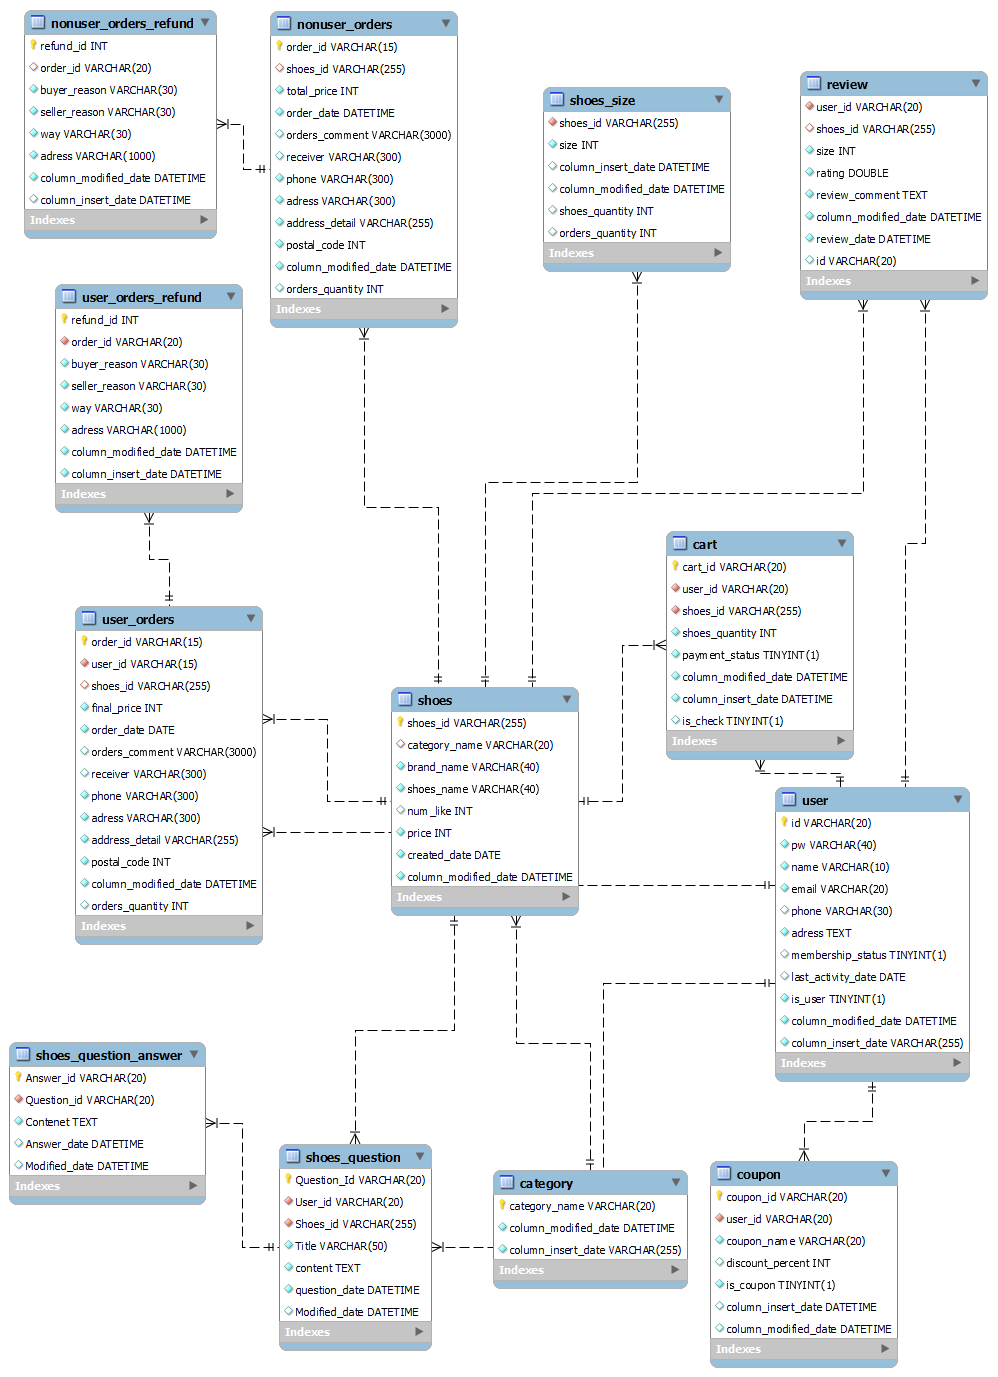 nonuser_orders_refund
refund_id INT
order_id VARCHAR(20)
buyer_reason VARCHAR(30)
seller_reason VARCHAR(30)
way VARCHAR(30)
adress VARCHAR(1000)
column_modified_date DATETIME
column_insert_date DATETIME
Indexes
nonuser_orders
order_id VARCHAR(15)
shoes_id VARCHAR(255)
total_price INT
order_date DATETIME
orders_comment VARCHAR(3000)
receiver VARCHAR(300)
phone VARCHAR(300)
adress VARCHAR(300)
address_detail VARCHAR(255)
postal_code INT
column_modified_date DATETIME
orders_quantity INT
Indexes
shoes_size
shoes_id VARCHAR(255)
size INT
column_insert_date DATETIME
column_modified_date DATETIME
shoes_quantity INT
orders_quantity INT
Indexes
review
user_id VARCHAR(20)
shoes_id VARCHAR(255)
size INT
rating DOUBLE
review_comment TEXT
column_modified_date DATETIME
review_date DATETIME
id VARCHAR(20)
Indexes
user_orders_refund
refund_id INT
order_id VARCHAR(20)
buyer_reason VARCHAR(30)
seller_reason VARCHAR(30)
way VARCHAR(30)
adress VARCHAR(1000)
column_modified_date DATETIME
column_insert_date DATETIME
Indexes
user_orders
order_id VARCHAR(15)
user_id VARCHAR(15)
shoes_id VARCHAR(255)
final_price INT
order_date DATE
orders_comment VARCHAR(3000)
receiver VARCHAR(300)
phone VARCHAR(300)
adress VARCHAR(300)
address_detail VARCHAR(255)
postal_code INT
column_modified_date DATETIME
orders_quantity INT
Indexes
shoes
shoes_id VARCHAR(255)
category_name VARCHAR(20)
brand_name VARCHAR(40)
shoes_name VARCHAR(40)
num_like INT
price INT
created_date DATE
column_modified_date DATETIME
Indexes
cart
cart_id VARCHAR(20)
user_id VARCHAR(20)
shoes_id VARCHAR(255)
shoes_quantity INT
payment_status TINYINT(1)
column_modified_date DATETIME
column_insert_date DATETIME
is_check TINYINT(1)
Indexes
user
id VARCHAR(20)
pw VARCHAR(40)
name VARCHAR(10)
email VARCHAR(20)
phone VARCHAR(30)
adress TEXT
membership_status TINYINT(1)
last_activity_date DATE
is_user TINYINT(1)
column_modified_date DATETIME
column_insert_date VARCHAR(255)
Indexes
shoes_question_answer
Answer_id VARCHAR(20)
Question_id VARCHAR(20)
Contenet TEXT
Answer_date DATETIME
Modified_date DATETIME
Indexes
shoes_question
Question_Id VARCHAR(20)
User_id VARCHAR(20)
Shoes_id VARCHAR(255)
Title VARCHAR(50)
content TEXT
question_date DATETIME
Modified_date DATETIME
Indexes
category
category_name VARCHAR(20)
column_modified_date DATETIME
column_insert_date VARCHAR(255)
Indexes
coupon
coupon_id VARCHAR(20)
user_id VARCHAR(20)
coupon_name VARCHAR(20)
discount_percent INT
is_coupon TINYINT(1)
column_insert_date DATETIME
column_modified_date DATETIME
Indexes